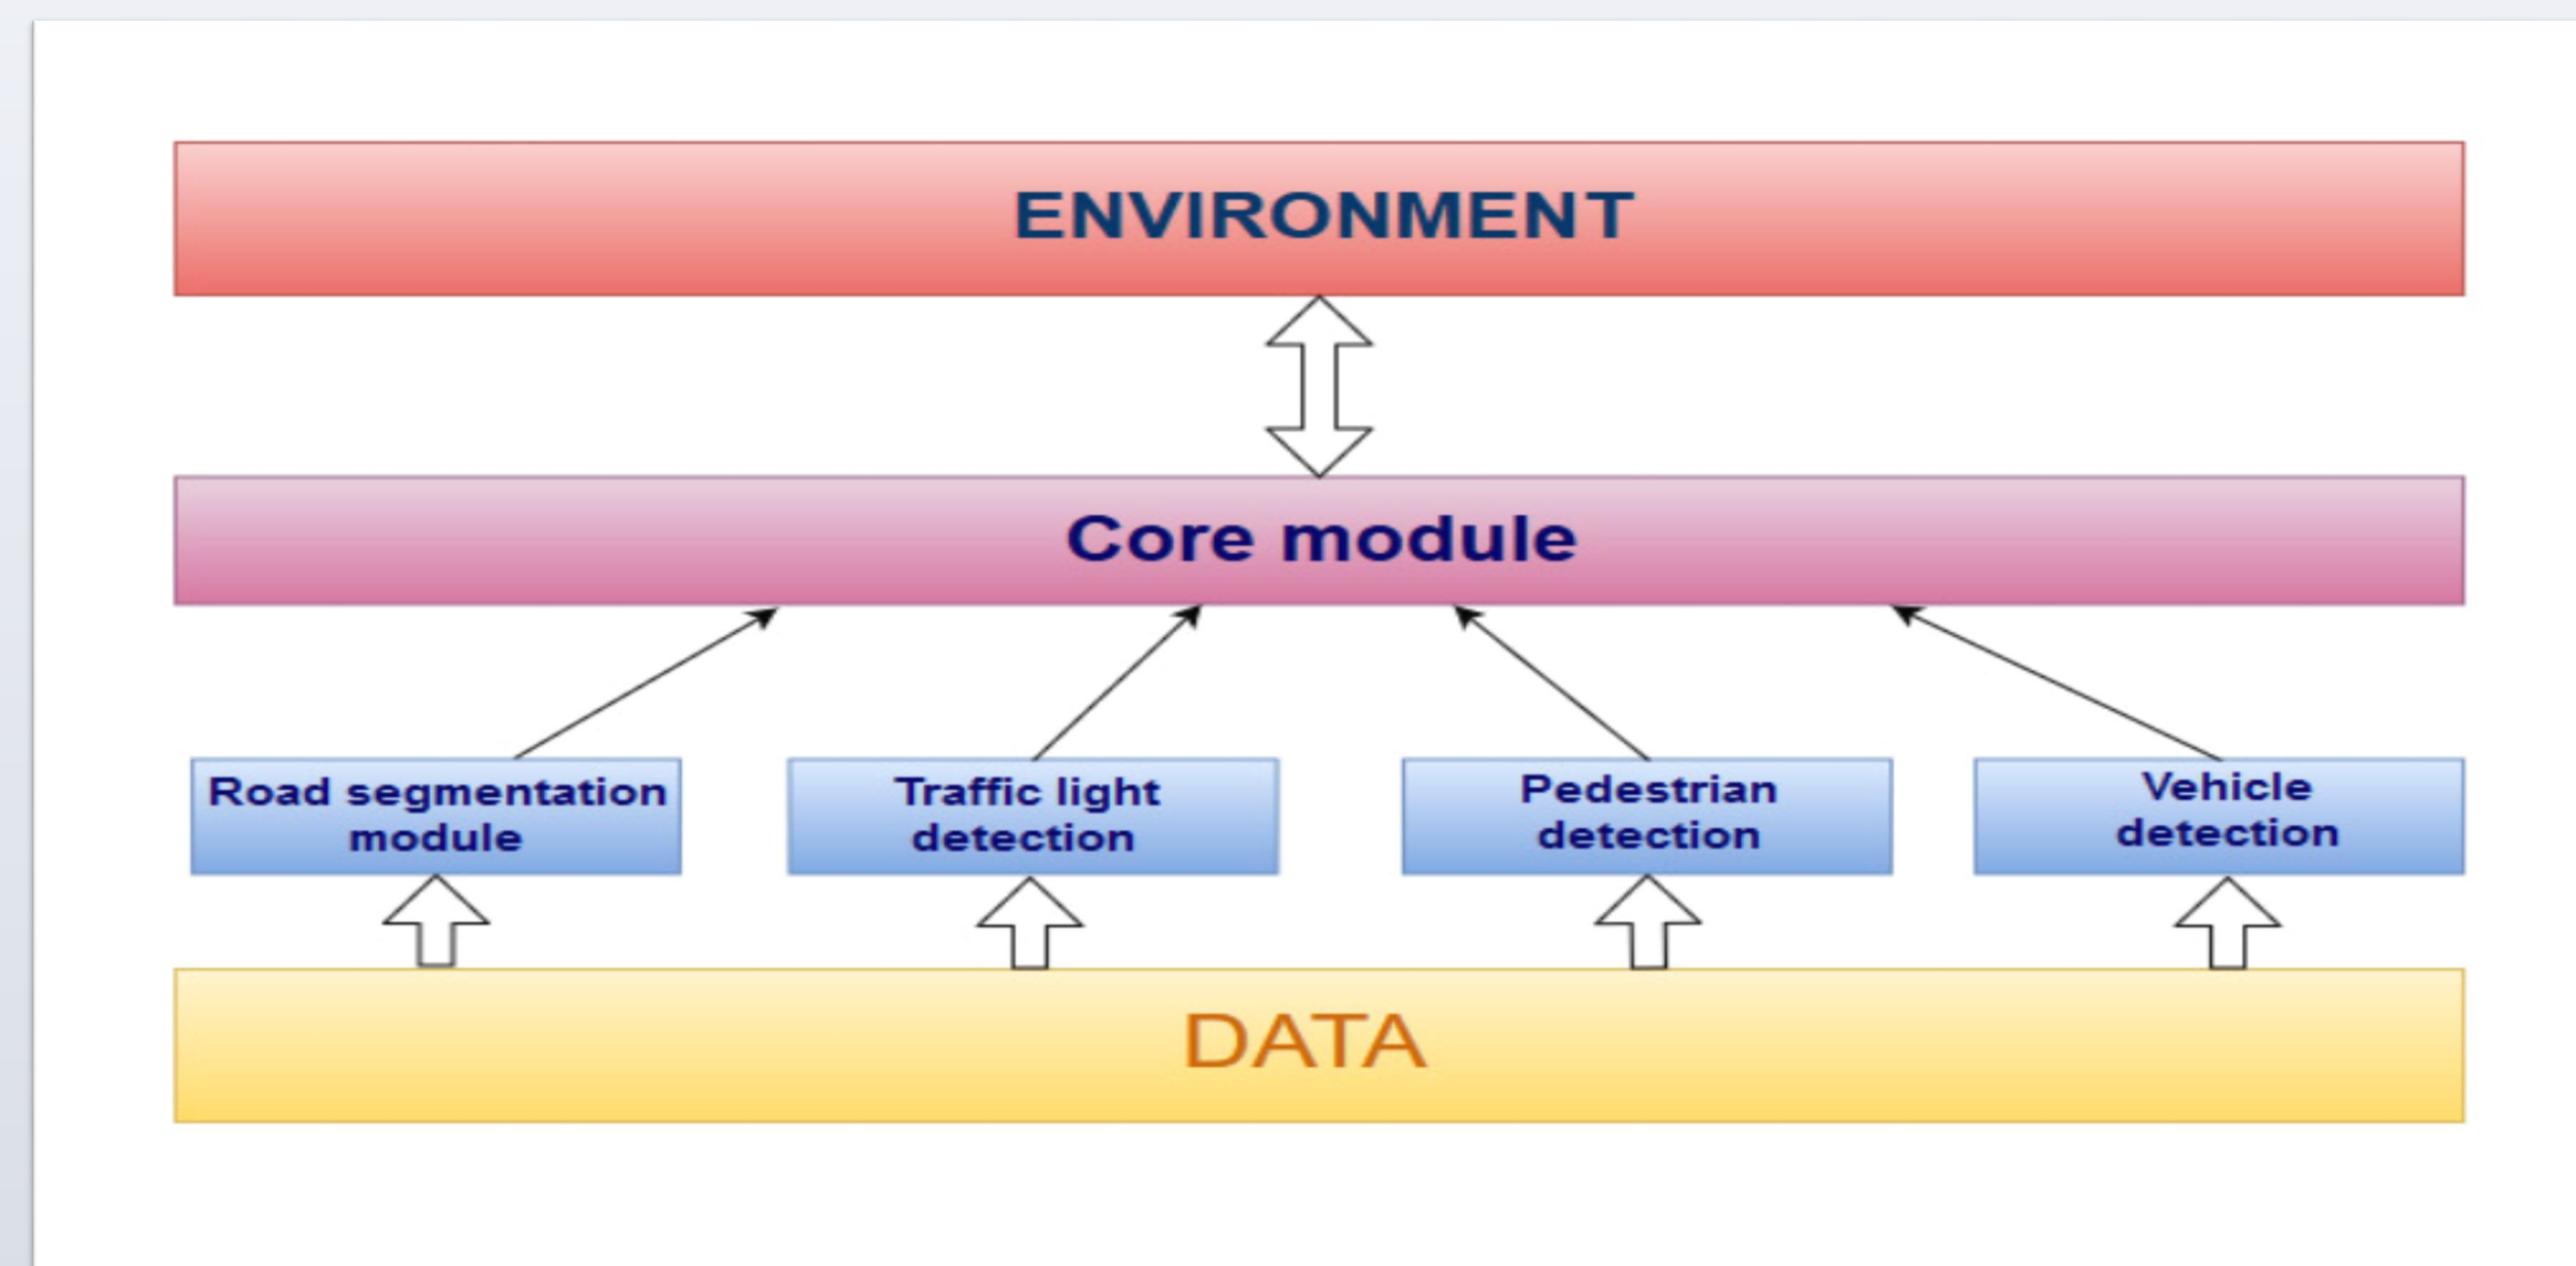 ENVIRONMENT
Core module
Road segmentation
module
Traffic light
detection
Pedestrian
detection
Vehicle
detection
DATA